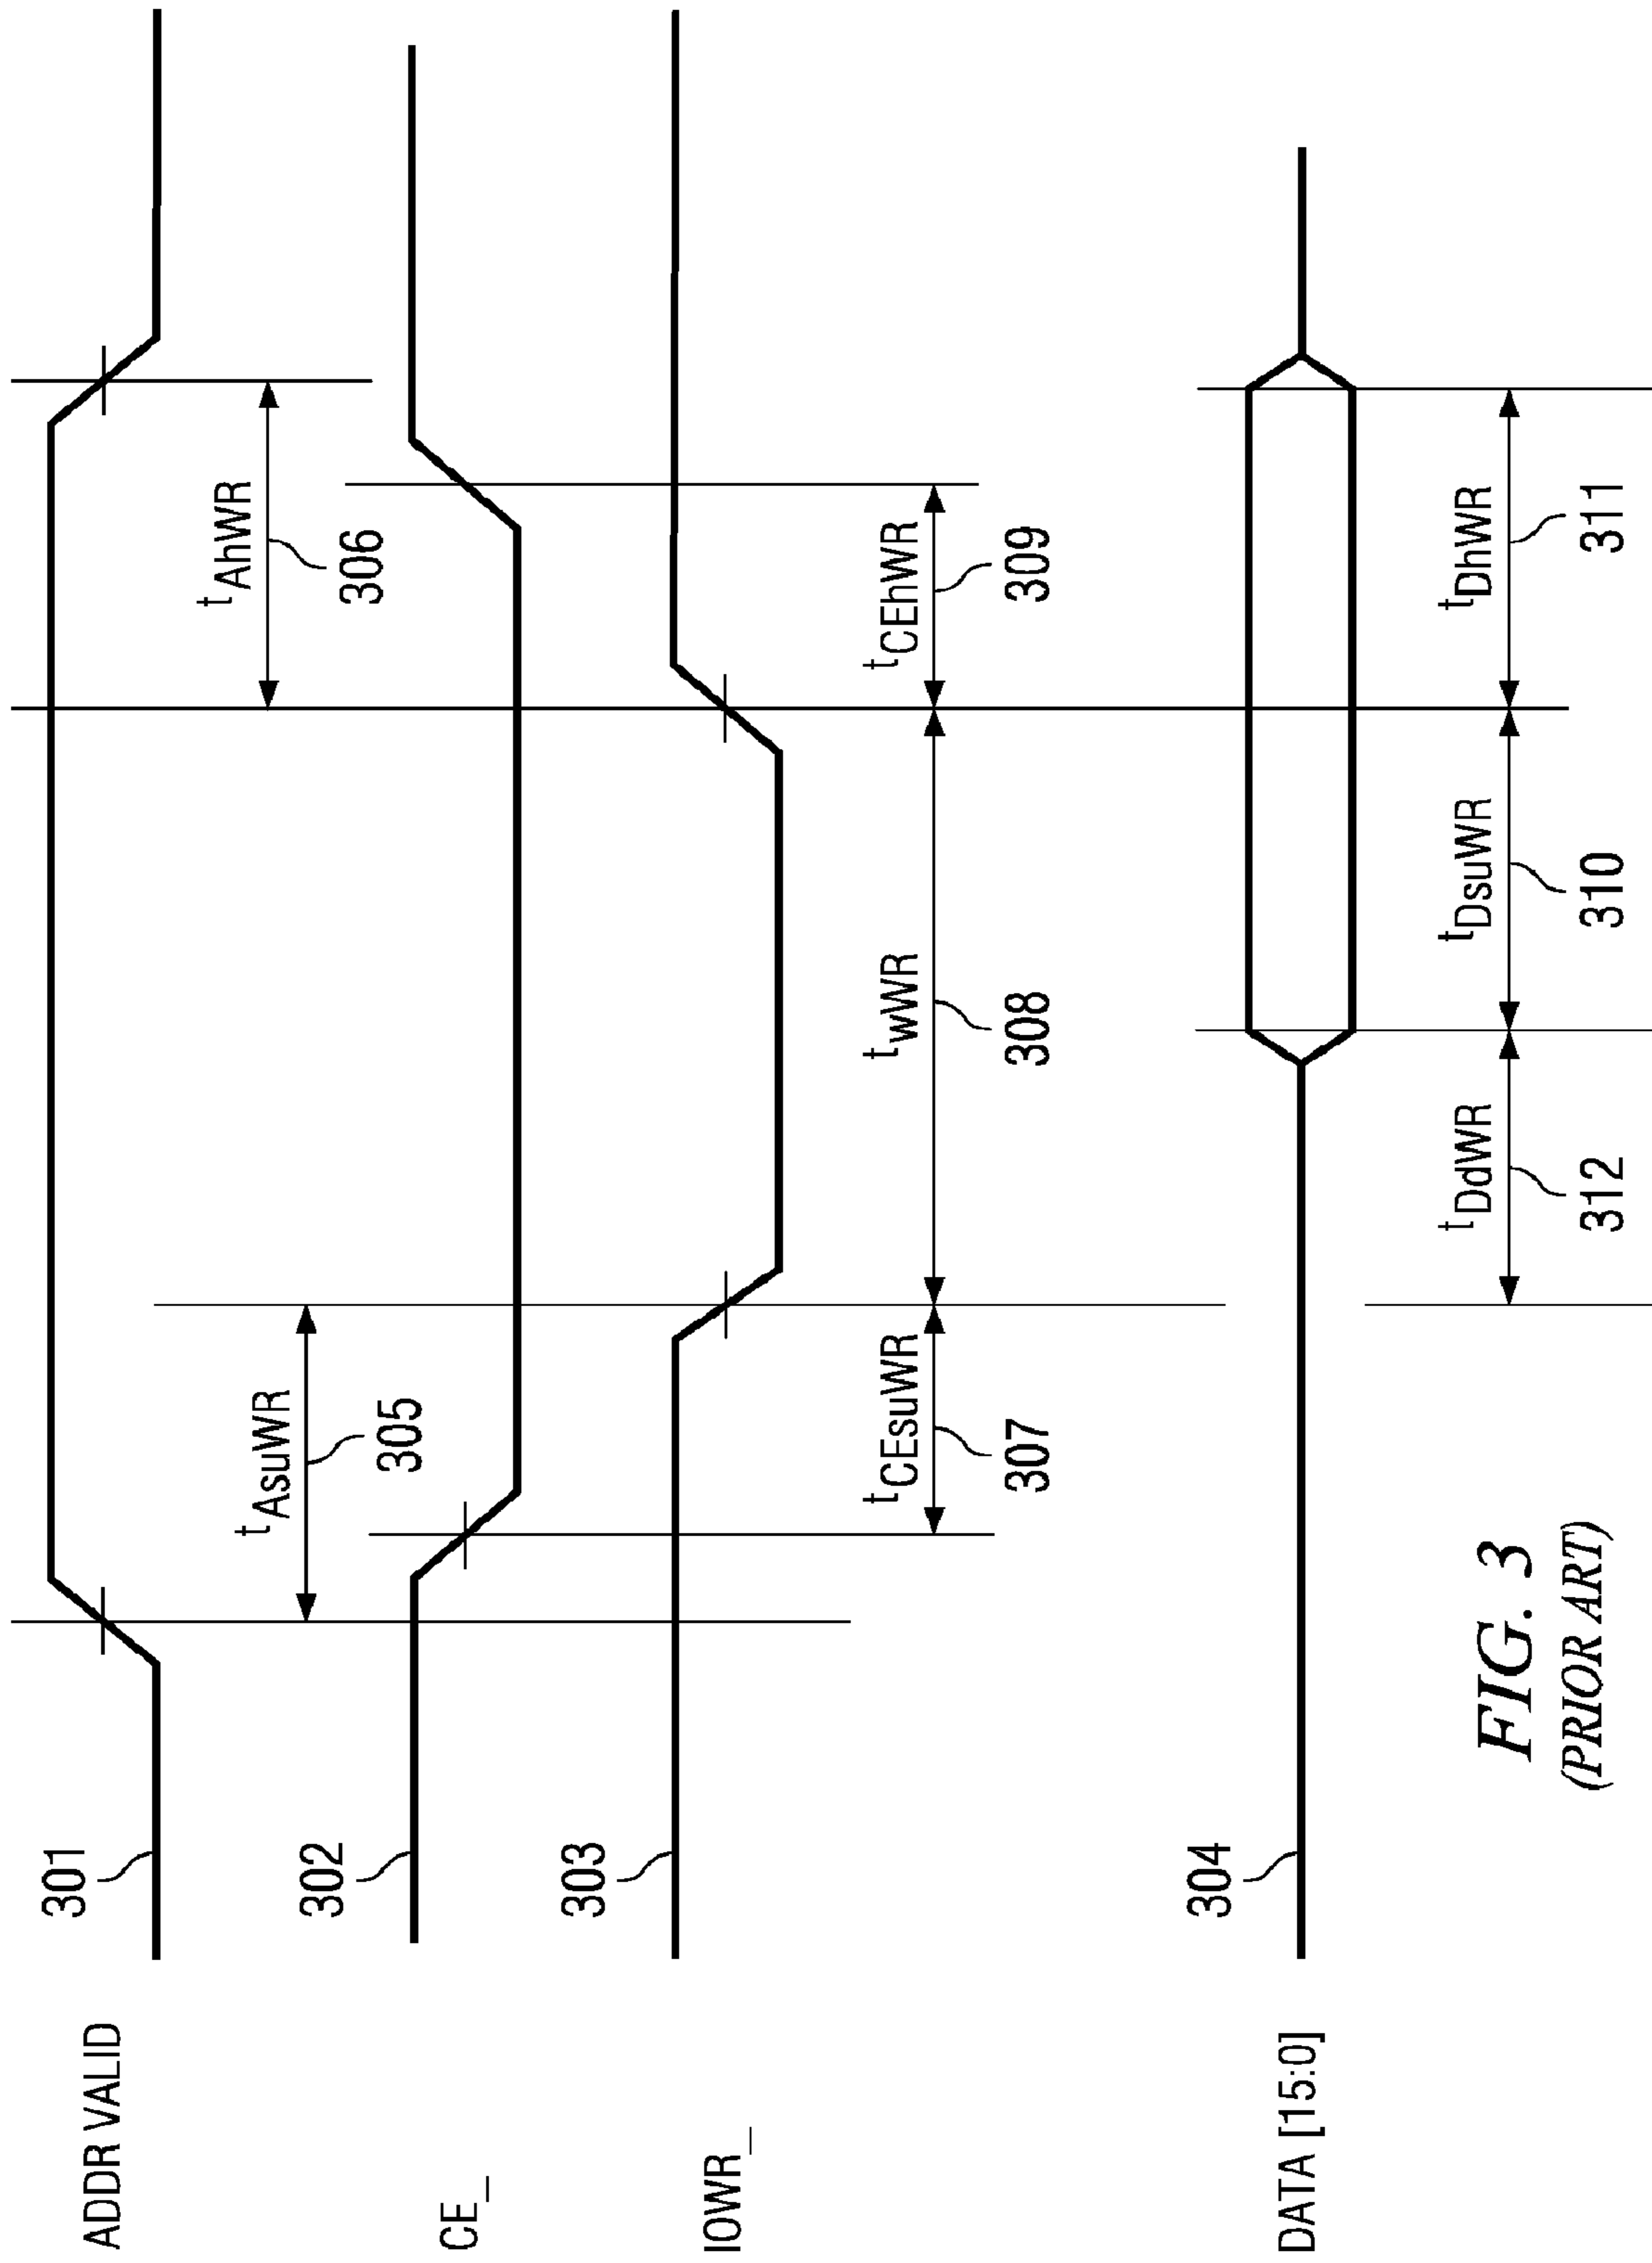 ADDR VALID
301
tAsuWR
305
tAhWR
306
CE_
302
IOWR_
303
tCEsuWR
307
twWR
308
tCEhWR
309
DATA [15:0]
304
tDdWR
312
tDsuWR
310
tDhWR
311
FIG. 3
(PRIOR ART)